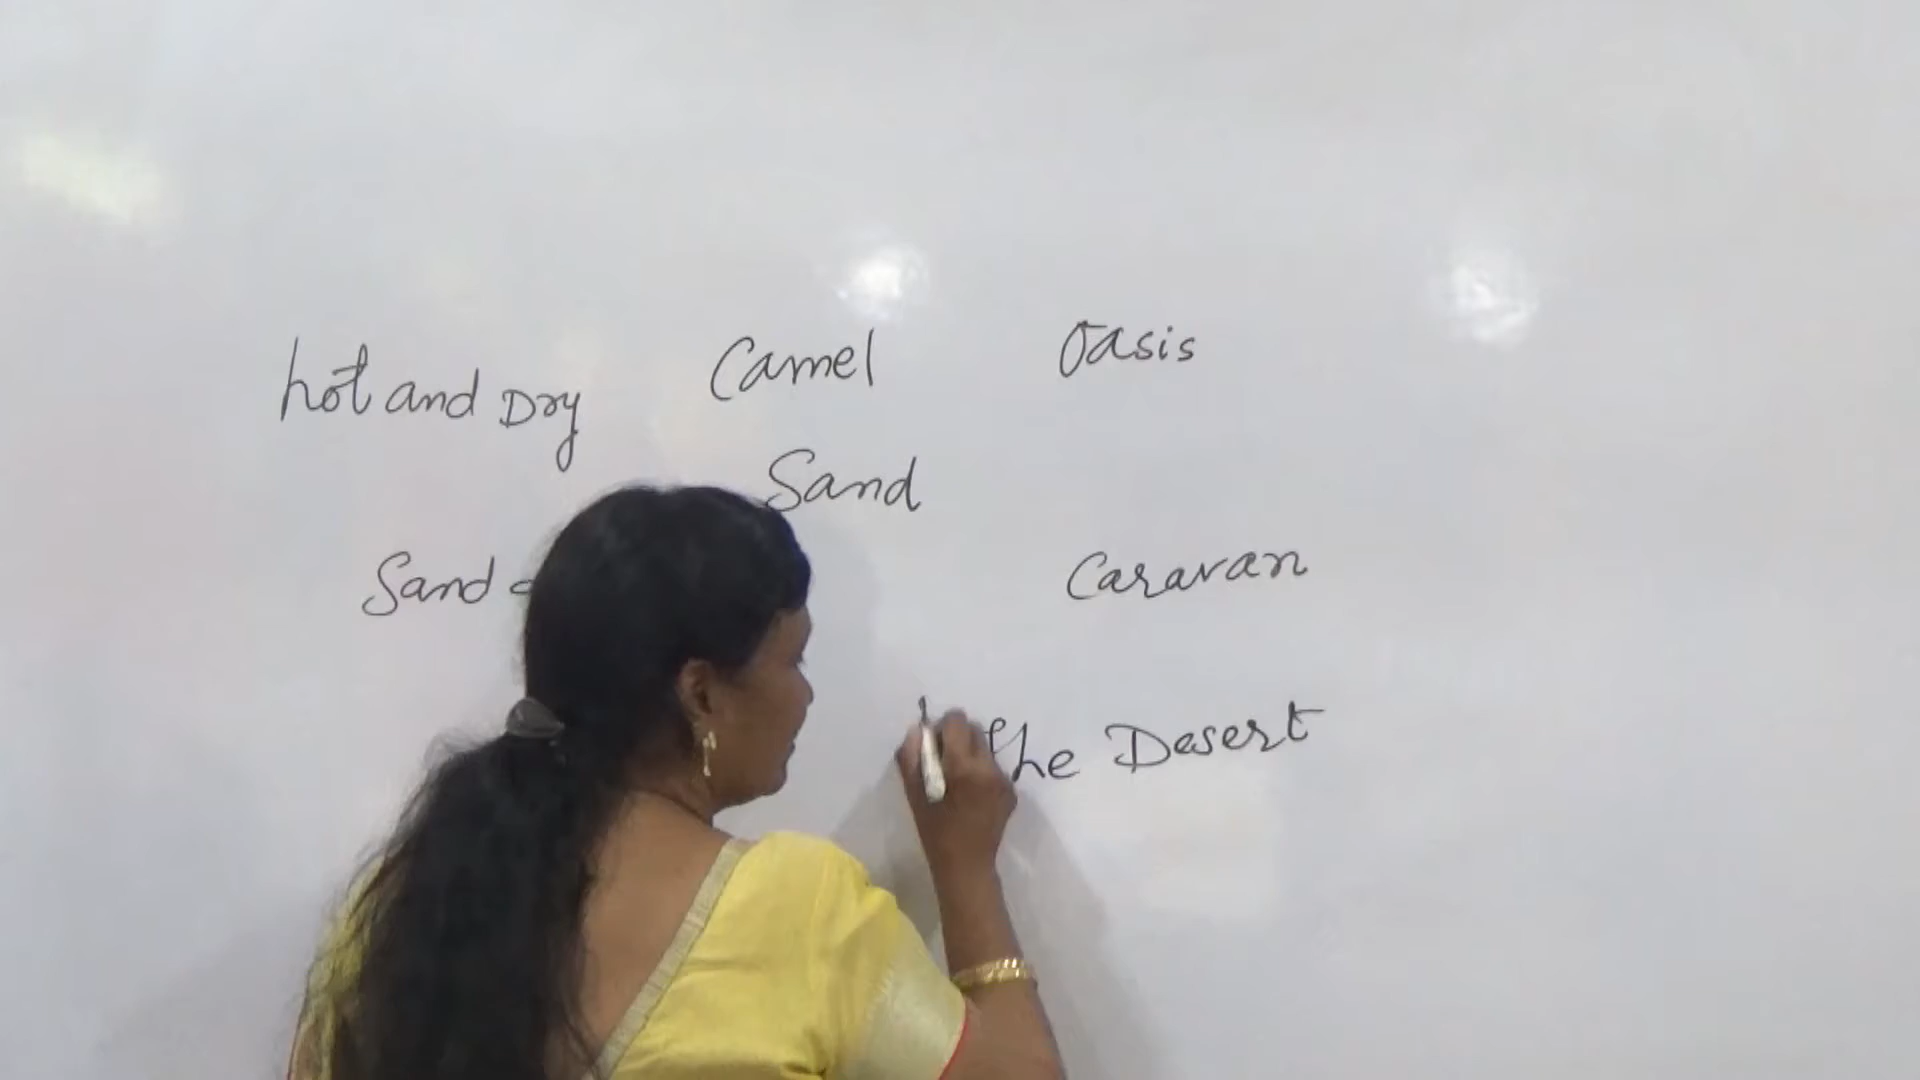 hot and Dry Camel Oasis
Sand
Sand Caravan
The Desert